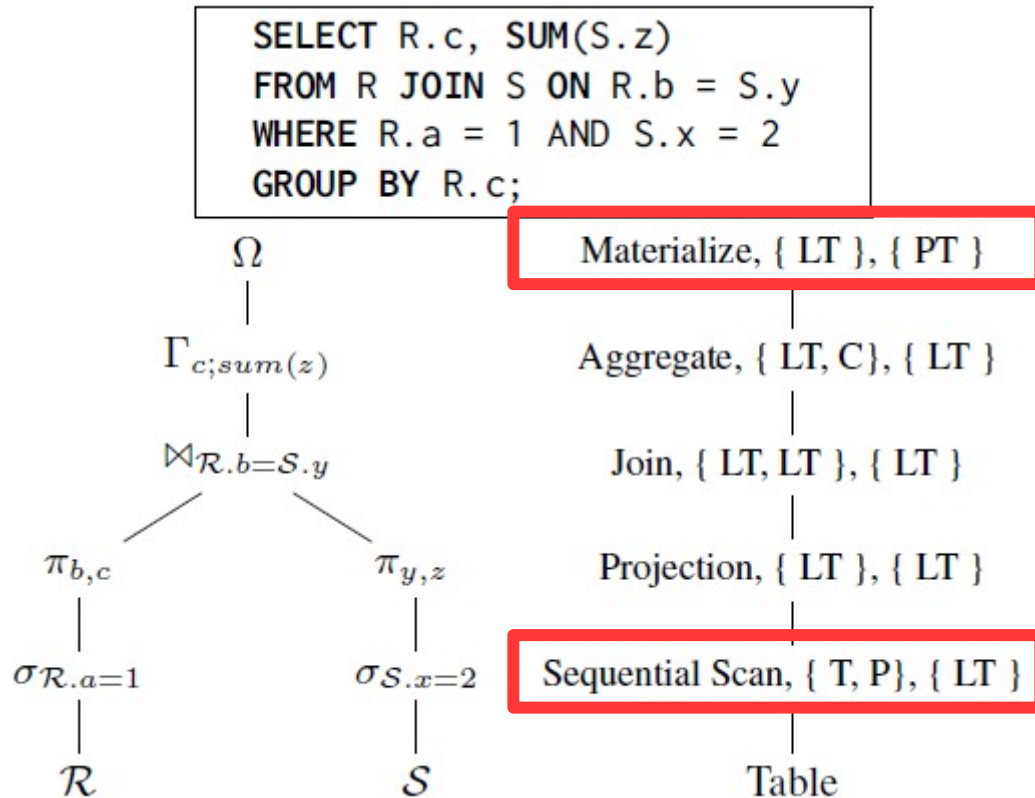 SELECT R.c, SUM(S.z)
FROM R JOIN S ON R.b = S.y
WHERE R.a = 1 AND S.x = 2
GROUP BY R.c;
Ω
Materialize, { LT }, { PT }
Γc;sum(z)
Aggregate, { LT, C}, { LT }
⋈R.b=S.y
Join, { LT, LT }, { LT }
πb,c
πy,z
Projection, { LT }, { LT }
σR.a=1
σS.x=2
Sequential Scan, { T, P}, { LT }
R
S
Table